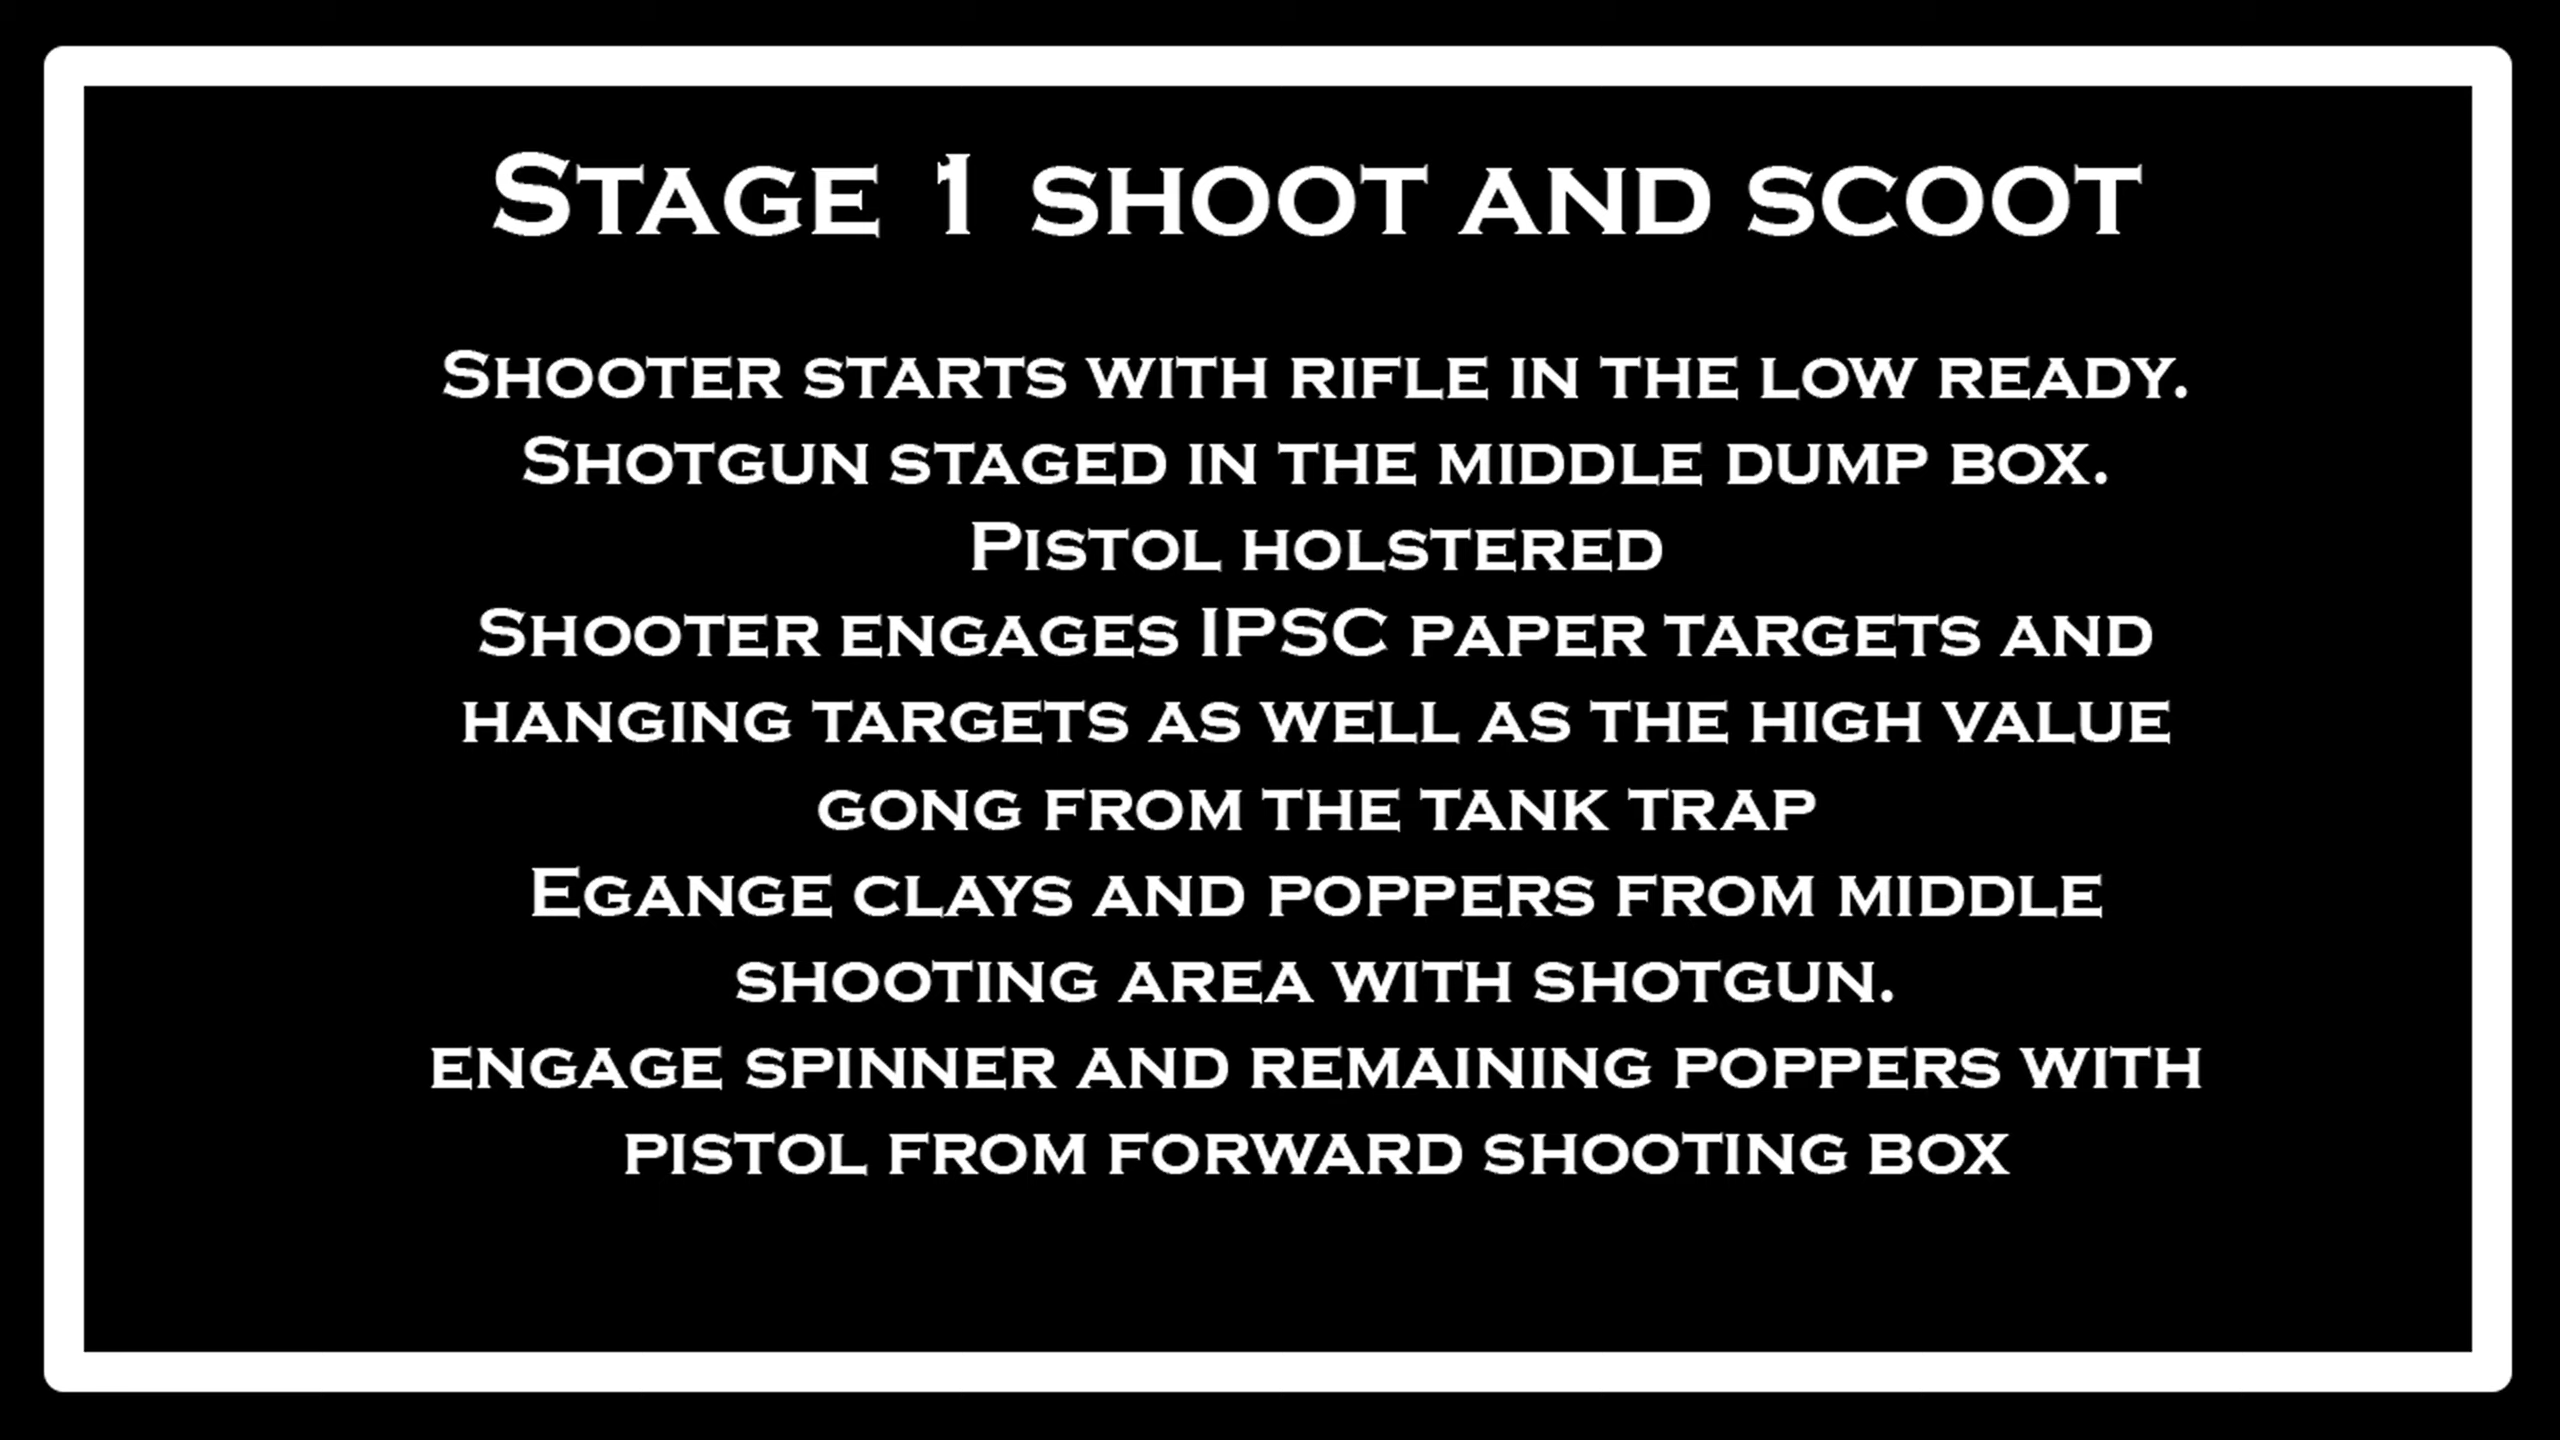 Stage 1 shoot and scoot
Shooter starts with rifle in the low ready.
Shotgun staged in the middle dump box.
Pistol holstered
Shooter engages IPSC paper targets and
hanging targets as well as the high value
gong from the tank trap
Egange clays and poppers from middle
shooting area with shotgun.
engage spinner and remaining poppers with
pistol from forward shooting box